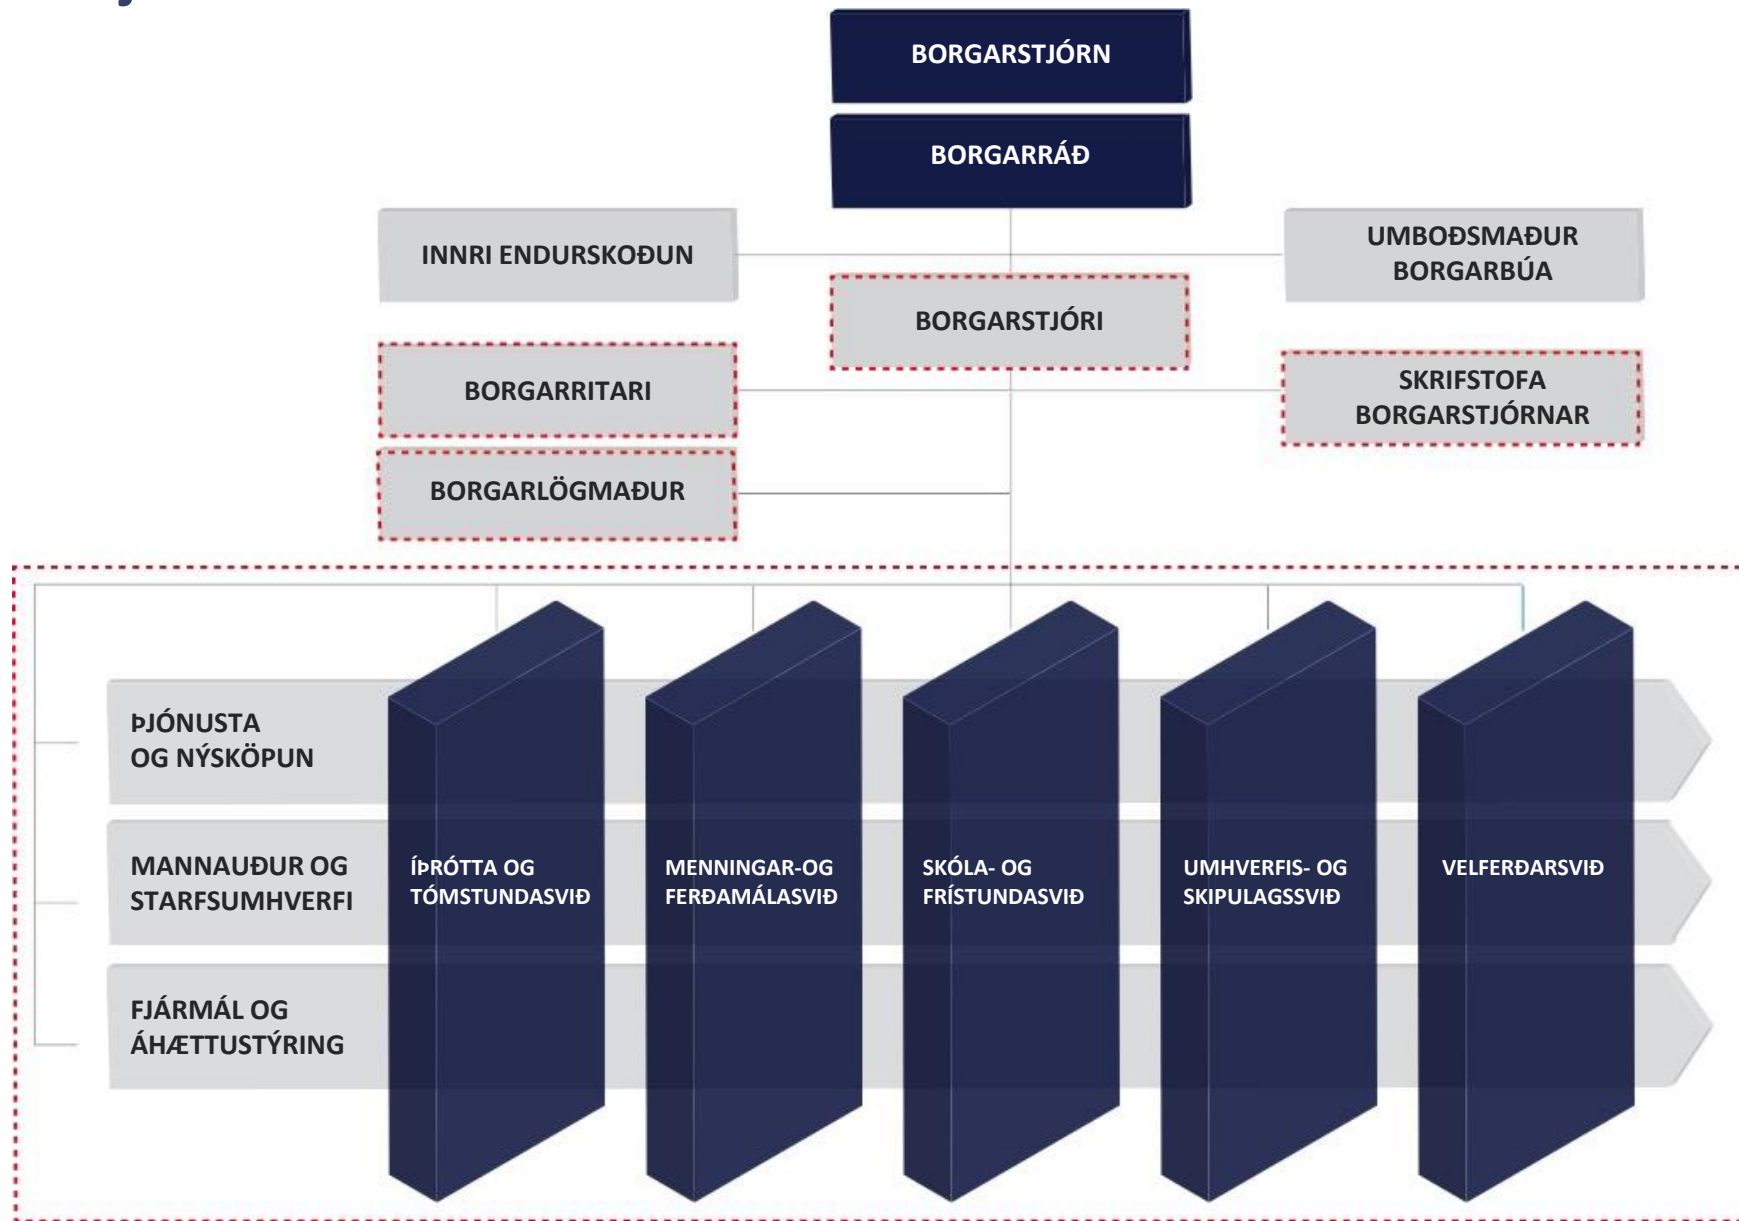 BORGARSTJÓRN
BORGARRÁÐ
INNRI ENDURSKOÐUN
UMBOÐSMAÐUR
BORGARBÚA
BORGARSTJÓRI
BORGARRITARI
SKRIFSTOFA
BORGARSTJÓRNAR
BORGARLÖGMAÐUR
ÞJÓNUSTA
OG NÝSKÖPUN
MANNAUÐUR OG
STARFSUMHVERFI
FJÁRMÁL OG
ÁHÆTTUSTÝRING
ÍÞRÓTTA OG
TÓMSTUNDASVIÐ
MENNINGAR-OG
FERÐAMÁLASVIÐ
SKÓLA- OG
FRÍSTUNDASVIÐ
UMHVERFIS- OG
SKIPULAGSSVIÐ
VELFERÐARSVIÐ